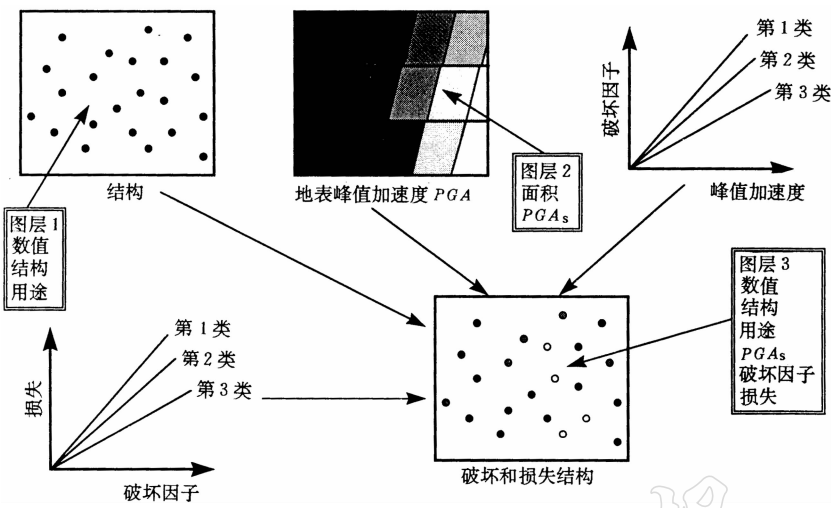 结构
图层1
数值
结构
用途
地表峰值加速度 PGA
图层2
面积
PGAs
破坏因子
第1类
第2类
第3类
峰值加速度
损失
第1类
第2类
第3类
破坏因子
图层3
数值
结构
用途
PGAs
破坏因子
损失
破坏和损失结构